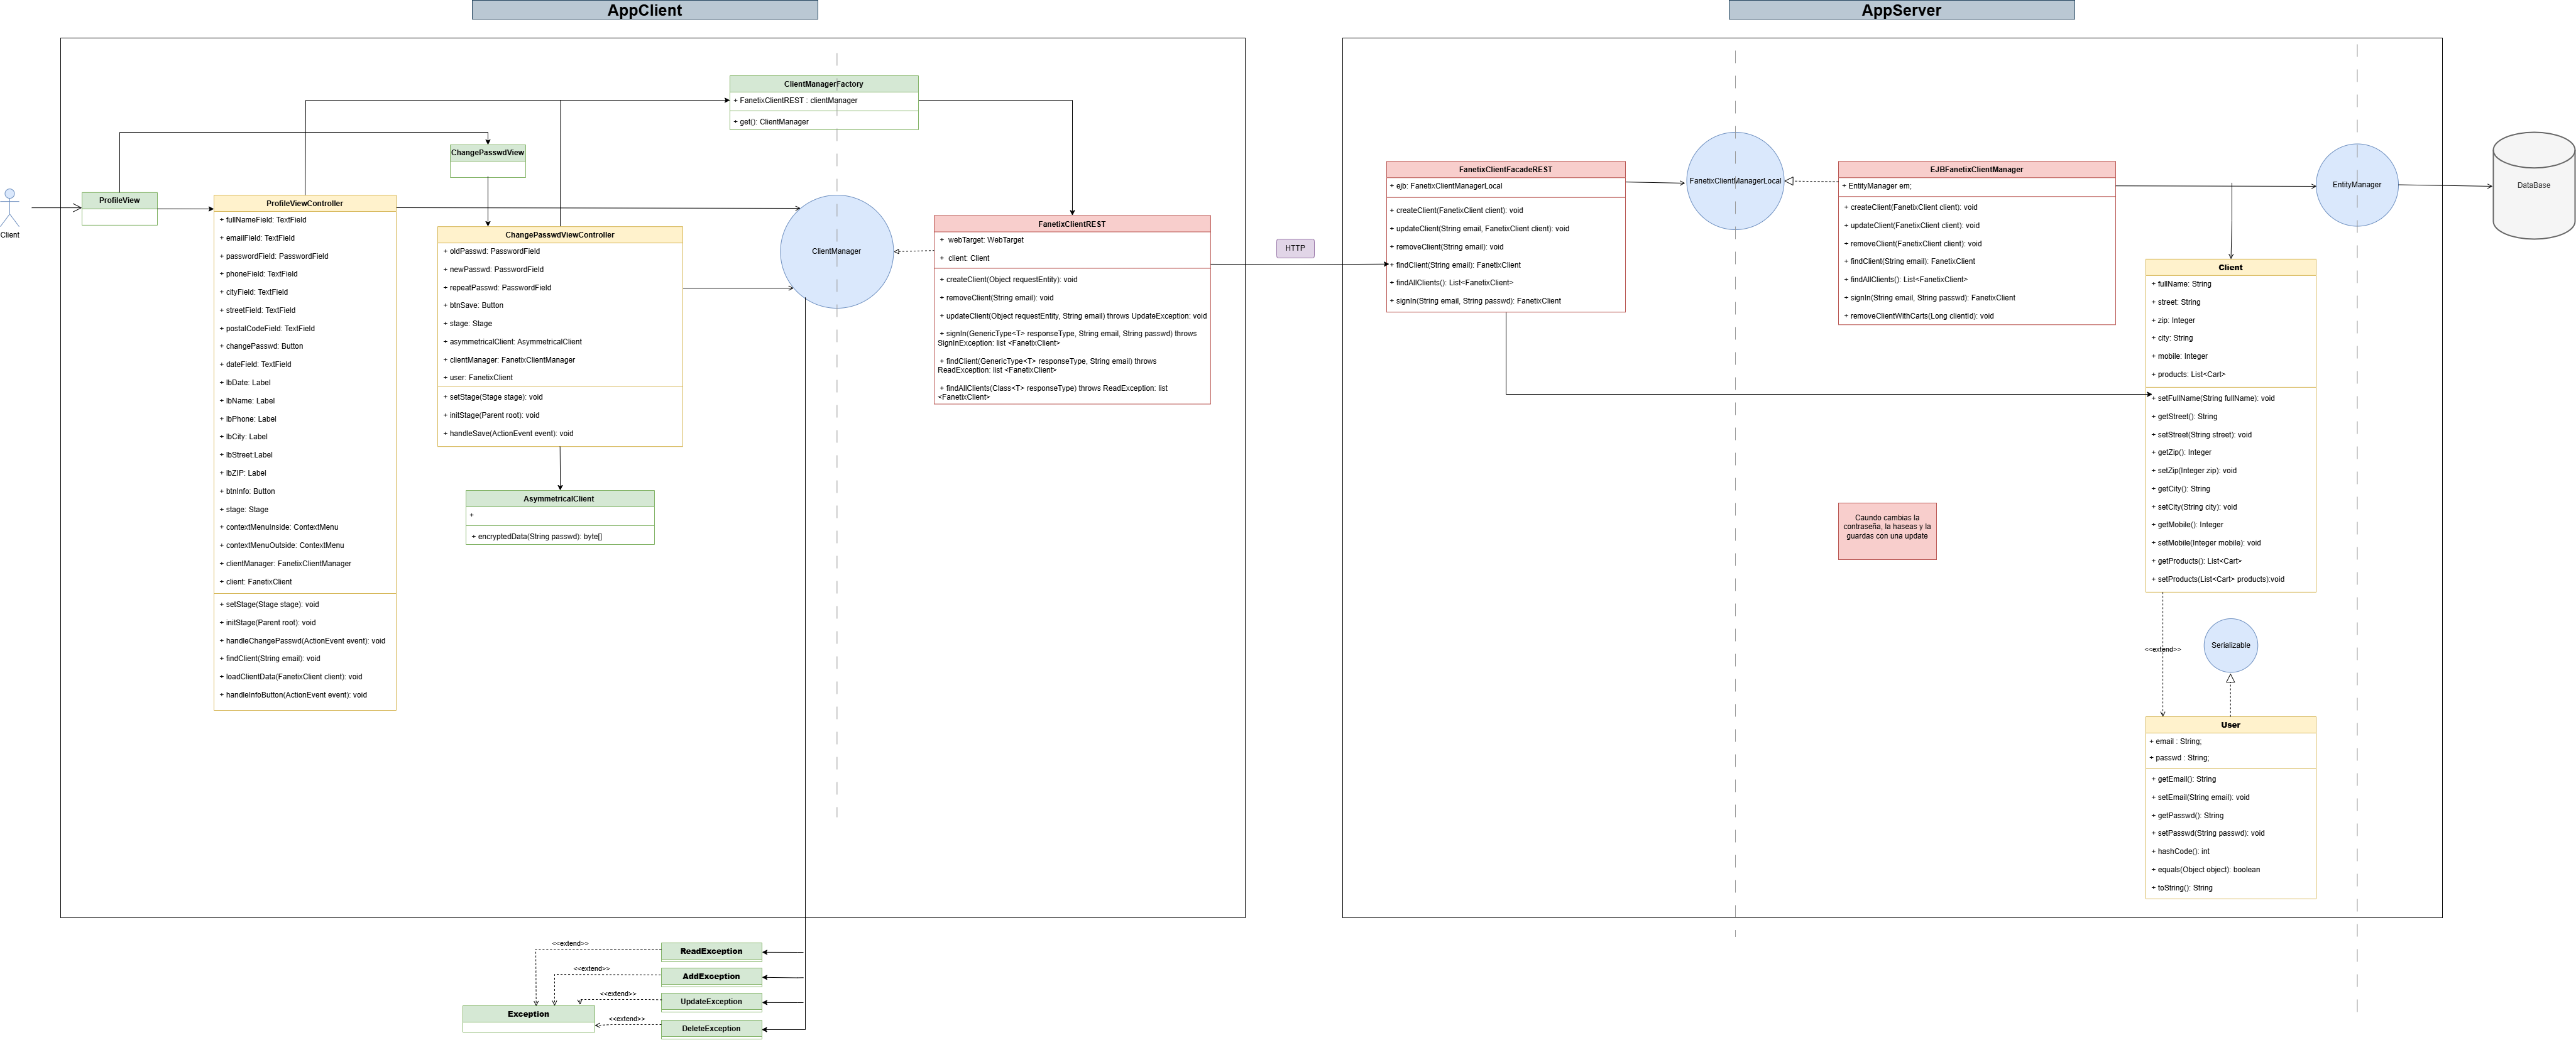 AppClient
AppServer
ClientManagerFactory
+ FanetixClientREST : clientManager
+ get(): ClientManager
ChangePasswdView
Client
ProfileView
ProfileViewController
+ fullNameField: TextField
+ emailField: TextField
+ passwordField: PasswordField
+ phoneField: TextField
+ cityField: TextField
+ streetField: TextField
+ postalCodeField: TextField
+ changePasswd: Button
+ dateField: TextField
+ lbDate: Label
+ lbName: Label
+ lbPhone: Label
+ lbCity: Label
+ lbStreet:Label
+ lbZIP: Label
+ btnInfo: Button
+ stage: Stage
+ contextMenuInside: ContextMenu
+ contextMenuOutside: ContextMenu
+ clientManager: FanetixClientManager
+ client: FanetixClient
+ setStage(Stage stage): void
+ initStage(Parent root): void
+ handleChangePasswd(ActionEvent event): void
+ findClient(String email): void
+ loadClientData(FanetixClient client): void
+ handleInfoButton(ActionEvent event): void
ChangePasswdViewController
+ oldPasswd: PasswordField
+ newPasswd: PasswordField
+ repeatPasswd: PasswordField
+ btnSave: Button
+ stage: Stage
+ asymmetricalClient: AsymmetricalClient
+ clientManager: FanetixClientManager
+ user: FanetixClient
+ setStage(Stage stage): void
+ initStage(Parent root): void
+ handleSave(ActionEvent event): void
AsymmetricalClient
+
+ encryptedData(String passwd): byte[]
ClientManager
FanetixClientREST
+ webTarget: WebTarget
+ client: Client
+ createClient(Object requestEntity): void
+ removeClient(String email): void
+ updateClient(Object requestEntity, String email) throws UpdateException: void
+ signIn(GenericType<T> responseType, String email, String passwd) throws
SignInException: list <FanetixClient>
+ findClient(GenericType<T> responseType, String email) throws
ReadException: list <FanetixClient>
+ findAllClients(Class<T> responseType) throws ReadException: list
<FanetixClient>
HTTP
FanetixClientFacadeREST
+ ejb: FanetixClientManagerLocal
+ createClient(FanetixClient client): void
+ updateClient(String email, FanetixClient client): void
+ removeClient(String email): void
+ findClient(String email): FanetixClient
+ findAllClients(): List<FanetixClient>
+ signIn(String email, String passwd): FanetixClient
FanetixClientManagerLocal
EJBFanetixClientManager
+ EntityManager em;
+ createClient(FanetixClient client): void
+ updateClient(FanetixClient client): void
+ removeClient(FanetixClient client): void
+ findClient(String email): FanetixClient
+ findAllClients(): List<FanetixClient>
+ signIn(String email, String passwd): FanetixClient
+ removeClientWithCarts(Long clientId): void
EntityManager
DataBase
Client
+ fullName: String
+ street: String
+ zip: Integer
+ city: String
+ mobile: Integer
+ products: List<Cart>
+ setFullName(String fullName): void
+ getStreet(): String
+ setStreet(String street): void
+ getZip(): Integer
+ setZip(Integer zip): void
+ getCity(): String
+ setCity(String city): void
+ getMobile(): Integer
+ setMobile(Integer mobile): void
+ getProducts(): List<Cart>
+ setProducts(List<Cart> products):void
Caundo cambias la
contraseña, la haseas y la
guardas con una update
<<extend>>
Serializable
User
+ email : String;
+ passwd : String;
+ getEmail(): String
+ setEmail(String email): void
+ getPasswd(): String
+ setPasswd(String passwd): void
+ hashCode(): int
+ equals(Object object): boolean
+ toString(): String
<<extend>>
ReadException
<<extend>>
AddException
<<extend>>
UpdateException
Exception
<<extend>>
DeleteException